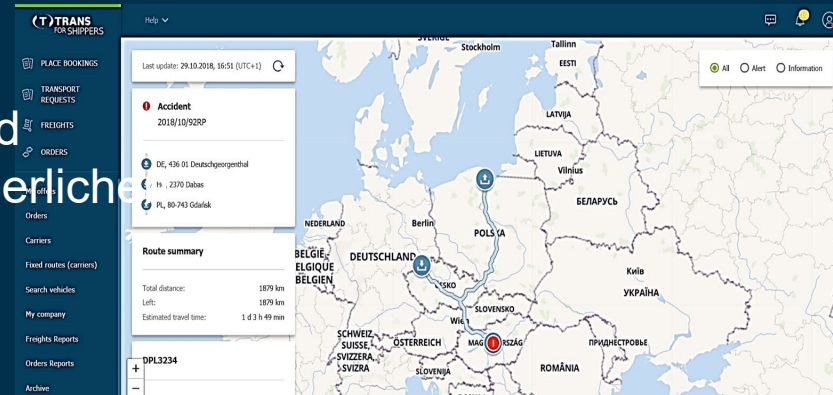 (T)TRANS
FOR SHIPPERS
Help
PLACE BOOKINGS
TRANSPORT
REQUESTS
FREIGHTS
ORDERS
My offers
Orders
Carriers
Fixed routes (carriers)
Search vehicles
My company
Freights Reports
Orders Reports
Archive
d
erliche
Last update: 29.10.2018, 16:51 (UTC+1)
Accident
2018/10/92RP
DE, 436 01 Deutschgeorgenthal
, 2370 Dabas
PL, 80-743 Gdańsk
Route summary
Total distance: 1879 km
Left: 1879 km
Estimated travel time: 1 d 3 h 49 min
DPL3234
+
−
All Alert Information
SVERIGE
Stockholm
Tallinn
EESTI
LATVIJA
LIETUVA
Vilnius
БЕЛАРУСЬ
NEDERLAND
Berlin
POLSKA
BELGIË
BELGIQUE
BELGIEN
DEUTSCHLAND
ČESKO
Київ
УКРАЇНА
SLOVENSKO
Wien
SCHWEIZ
SUISSE,
SVIZZERA,
SVIZRA
ÖSTERREICH
MAGYARORSZÁG
ПРИДНЕСТРОВЬЕ
SLOVENIJA
ROMÂNIA